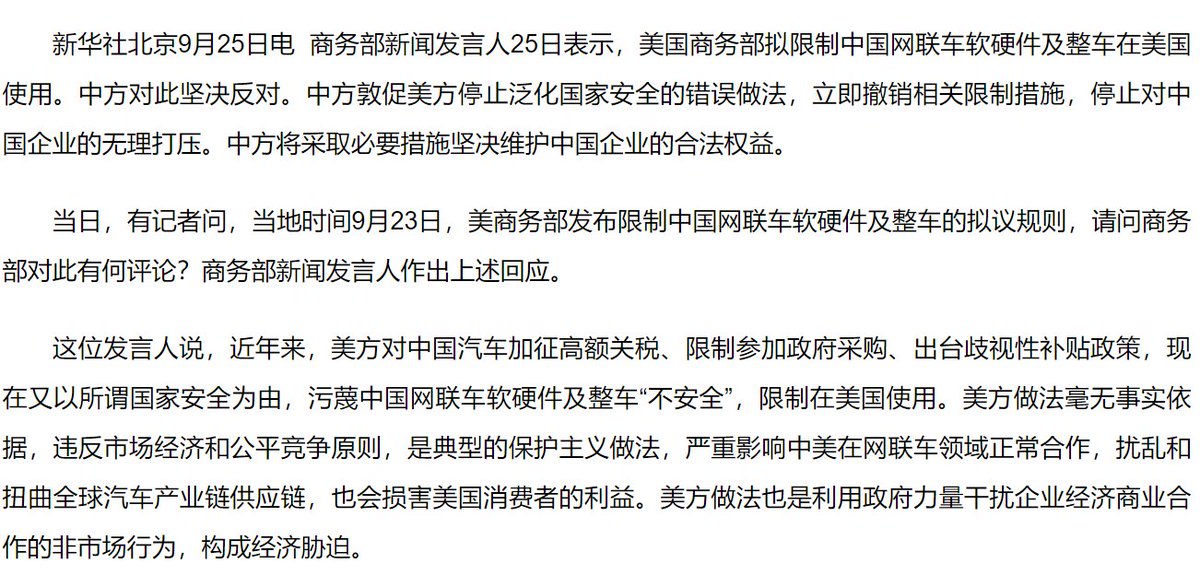 新华社北京9月25日电  商务部新闻发言人25日表示，美国商务部拟限制中国网联车软硬件及整车在美国
使用。中方对此坚决反对。中方敦促美方停止泛化国家安全的错误做法，立即撤销相关限制措施，停止对中
国企业的无理打压。中方将采取必要措施坚决维护中国企业的合法权益。
当日，有记者问，当地时间9月23日，美商务部发布限制中国网联车软硬件及整车的拟议规则，请问商务
部对此有何评论？商务部新闻发言人作出上述回应。
这位发言人说，近年来，美方对中国汽车加征高额关税、限制参加政府采购、出台歧视性补贴政策，现
在又以所谓国家安全为由，污蔑中国网联车软硬件及整车“不安全”，限制在美国使用。美方做法毫无事实依
据，违反市场经济和公平竞争原则，是典型的保护主义做法，严重影响中美在网联车领域正常合作，扰乱和
扭曲全球汽车产业链供应链，也会损害美国消费者的利益。美方做法也是利用政府力量干扰企业经济商业合
作的非市场行为，构成经济胁迫。